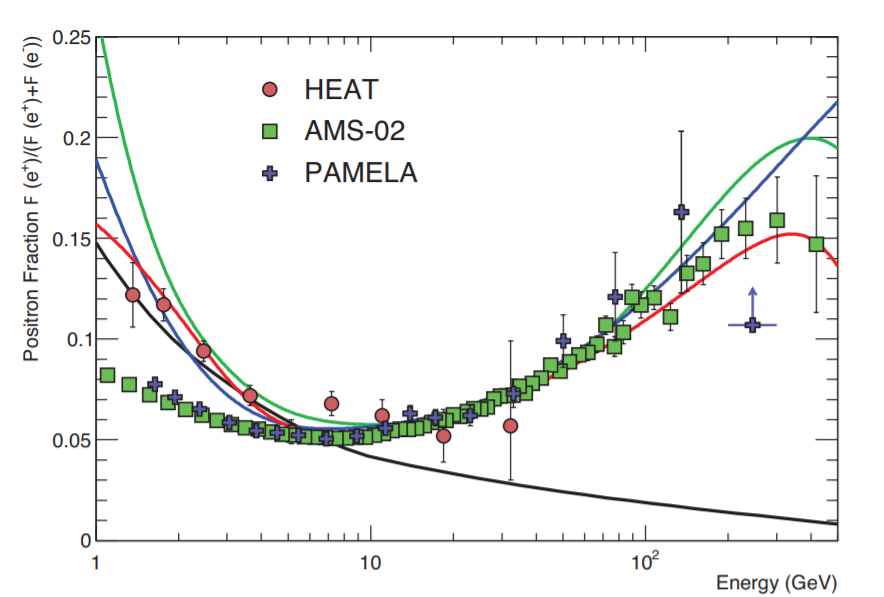 Positron Fraction F (e⁺)/(F (e⁺)+F (e⁻))
0.25
0.2
0.15
0.1
0.05
0
HEAT
AMS-02
PAMELA
1
10
10²
Energy (GeV)